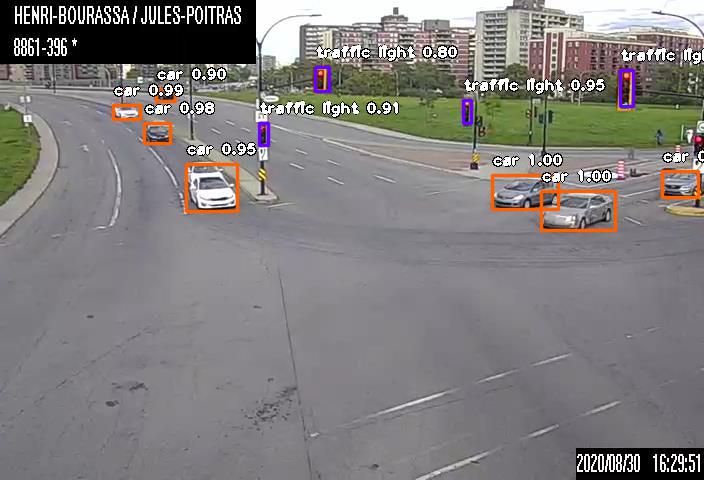 HENRI-BOURASSA / JULES-POITRAS
8861-396 *
traffic light 0.80
traffic
car 0.90
car 0.99
car 0.98
traffic light 0.91
traffic light 0.95
car 0.95
car 1.00
car 1.00
car
2020/08/30 16:29:51